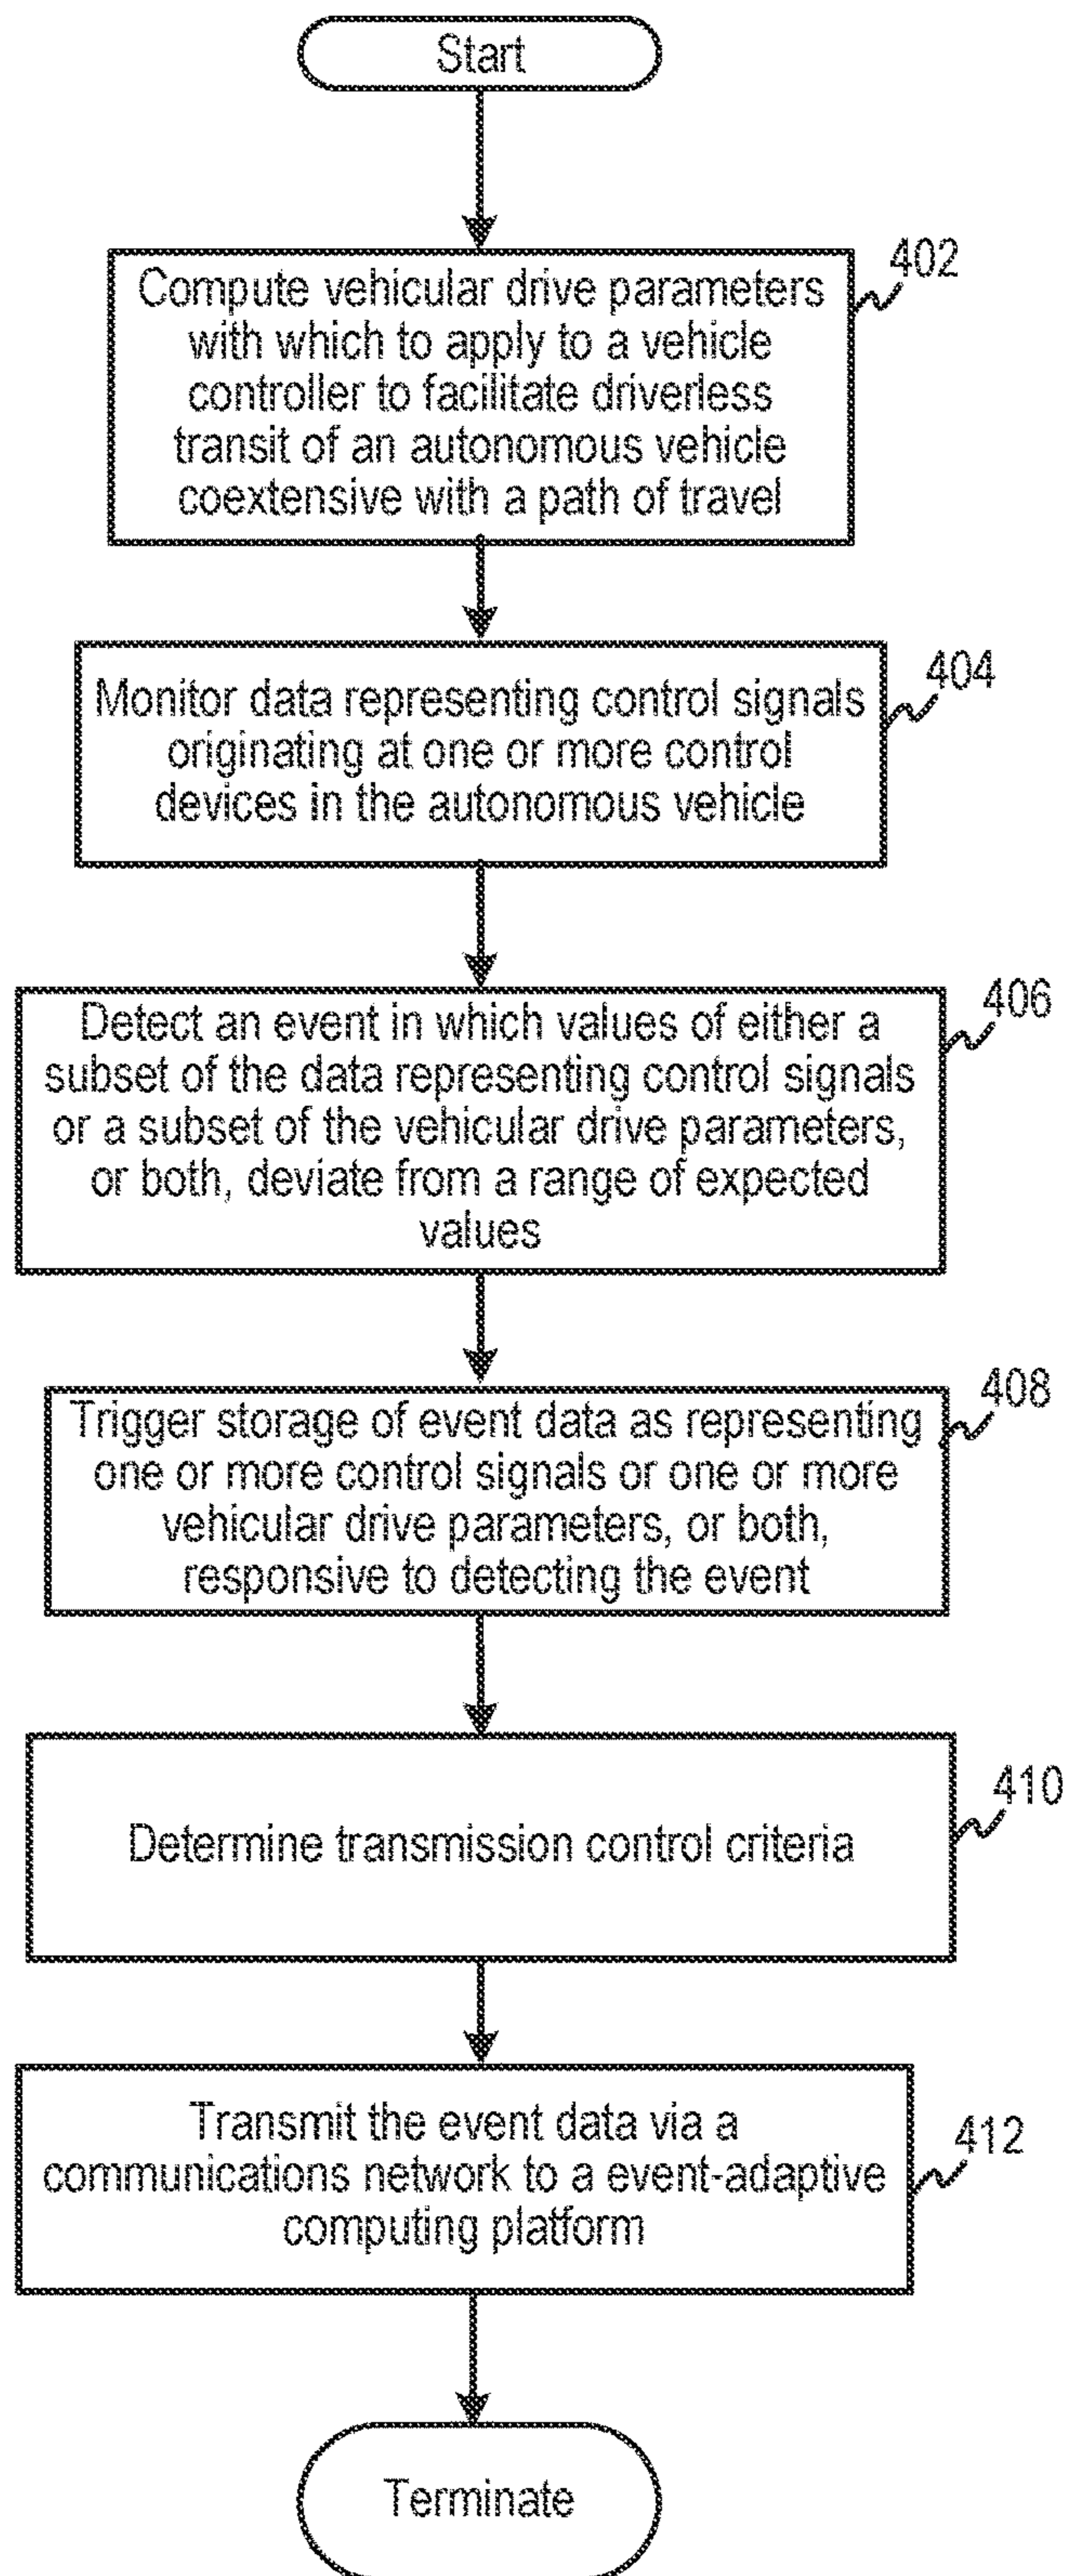 Start
402
Compute vehicular drive parameters
with which to apply to a vehicle
controller to facilitate driverless
transit of an autonomous vehicle
coextensive with a path of travel
404
Monitor data representing control signals
originating at one or more control
devices in the autonomous vehicle
406
Detect an event in which values of either a
subset of the data representing control signals
or a subset of the vehicular drive parameters,
or both, deviate from a range of expected
values
408
Trigger storage of event data as representing
one or more control signals or one or more
vehicular drive parameters, or both,
responsive to detecting the event
410
Determine transmission control criteria
412
Transmit the event data via a
communications network to a event-adaptive
computing platform
Terminate